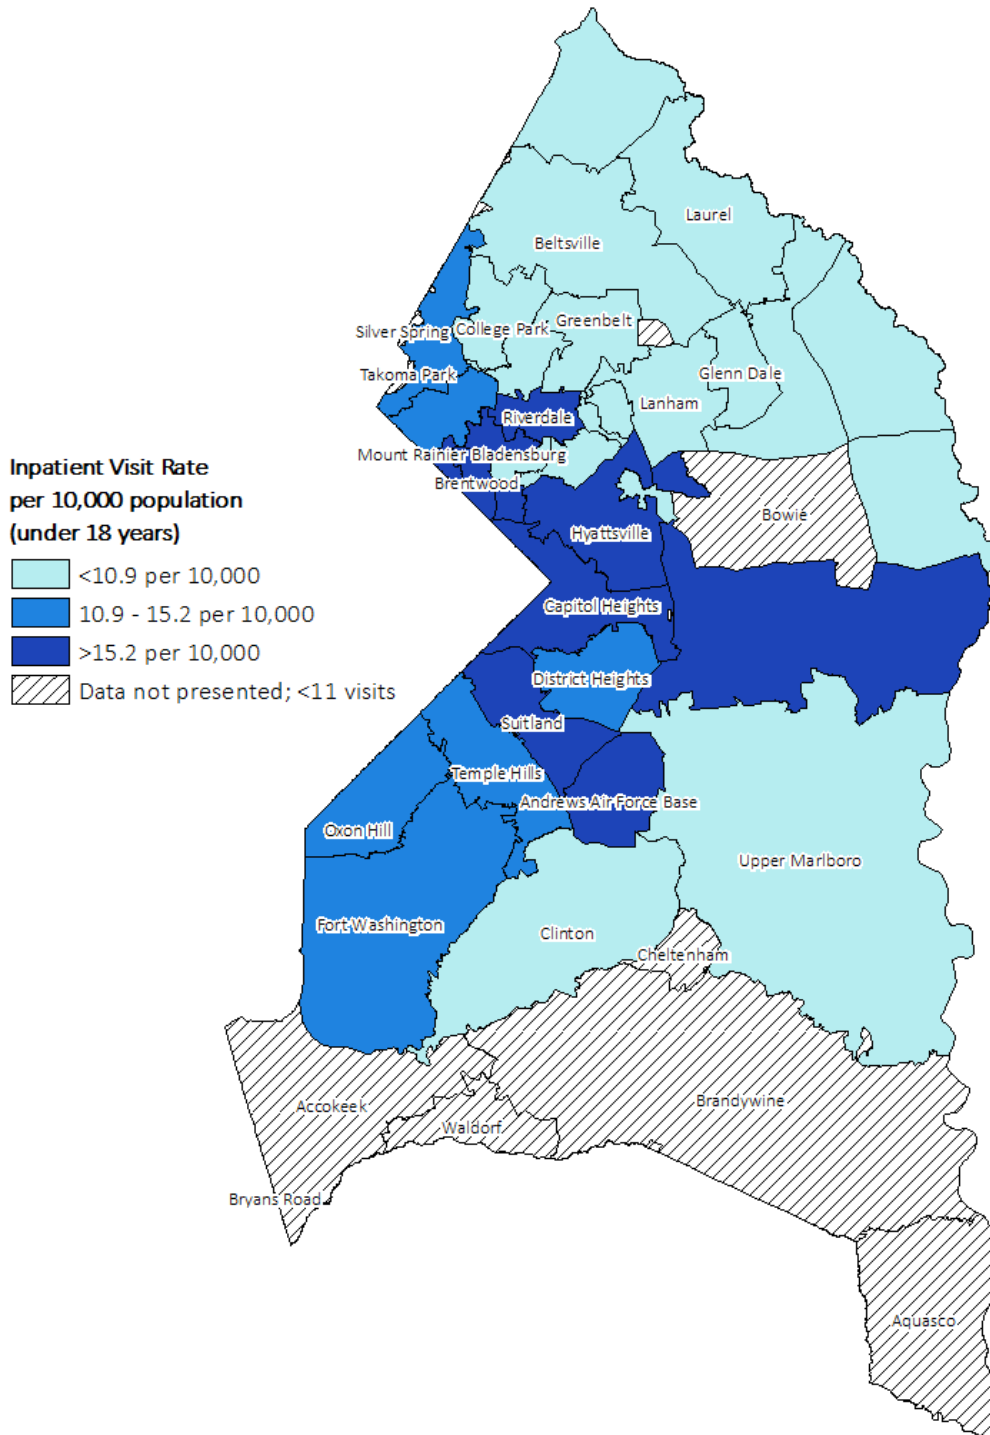 Laurel
Beltsville
Silver Spring
College Park
Greenbelt
Takoma Park
Glenn Dale
Lanham
Riverdale
Mount Rainier
Bladensburg
Brentwood
Bowie
Hyattsville
Capitol Heights
District Heights
Suitland
Temple Hills
Andrews Air Force Base
Oxon Hill
Upper Marlboro
Fort Washington
Clinton
Cheltenham
Accokeek
Brandywine
Waldorf
Bryans Road
Aquasco
Inpatient Visit Rate
per 10,000 population
(under 18 years)
<10.9 per 10,000
10.9 - 15.2 per 10,000
>15.2 per 10,000
Data not presented; <11 visits